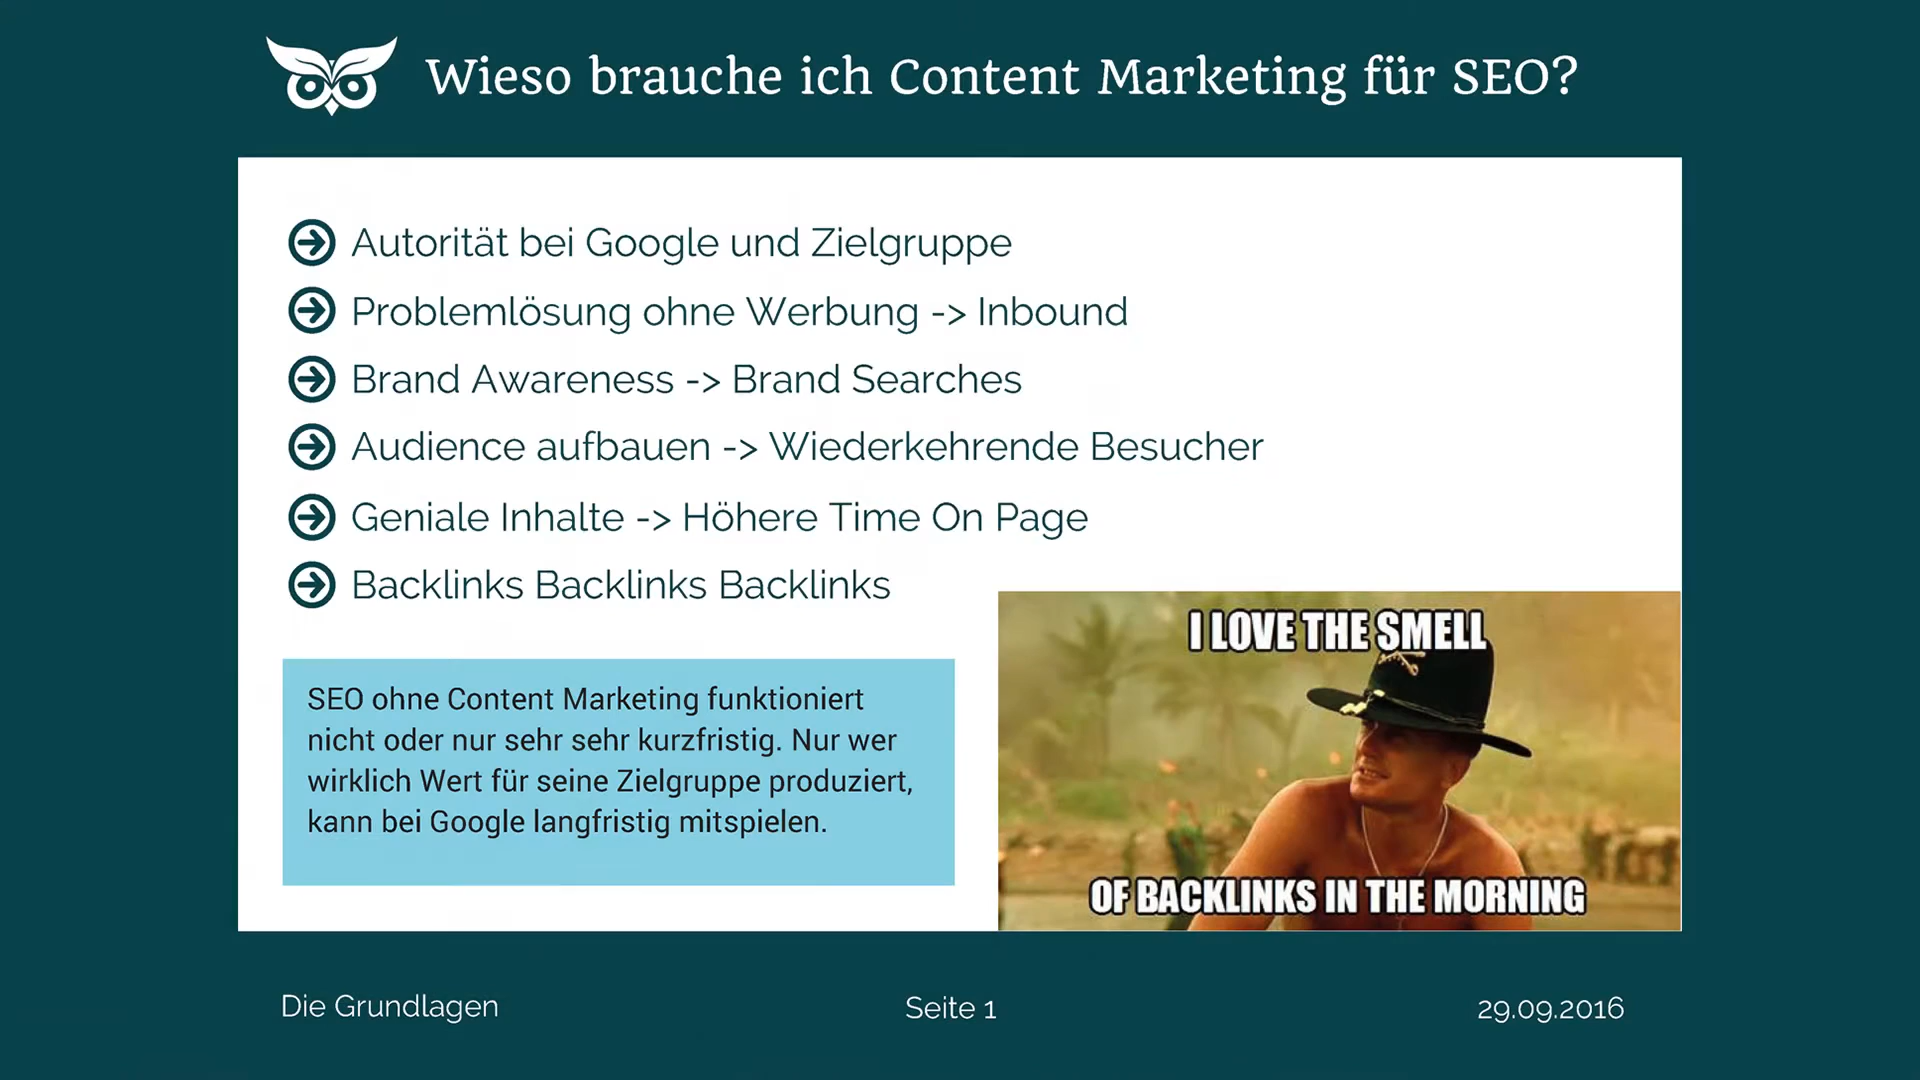 Wieso brauche ich Content Marketing für SEO?
Autorität bei Google und Zielgruppe
Problemlösung ohne Werbung -> Inbound
Brand Awareness -> Brand Searches
Audience aufbauen -> Wiederkehrende Besucher
Geniale Inhalte -> Höhere Time On Page
Backlinks Backlinks Backlinks
SEO ohne Content Marketing funktioniert
nicht oder nur sehr sehr kurzfristig. Nur wer
wirklich Wert für seine Zielgruppe produziert,
kann bei Google langfristig mitspielen.
I LOVE THE SMELL
OF BACKLINKS IN THE MORNING
Die Grundlagen
Seite 1
29.09.2016